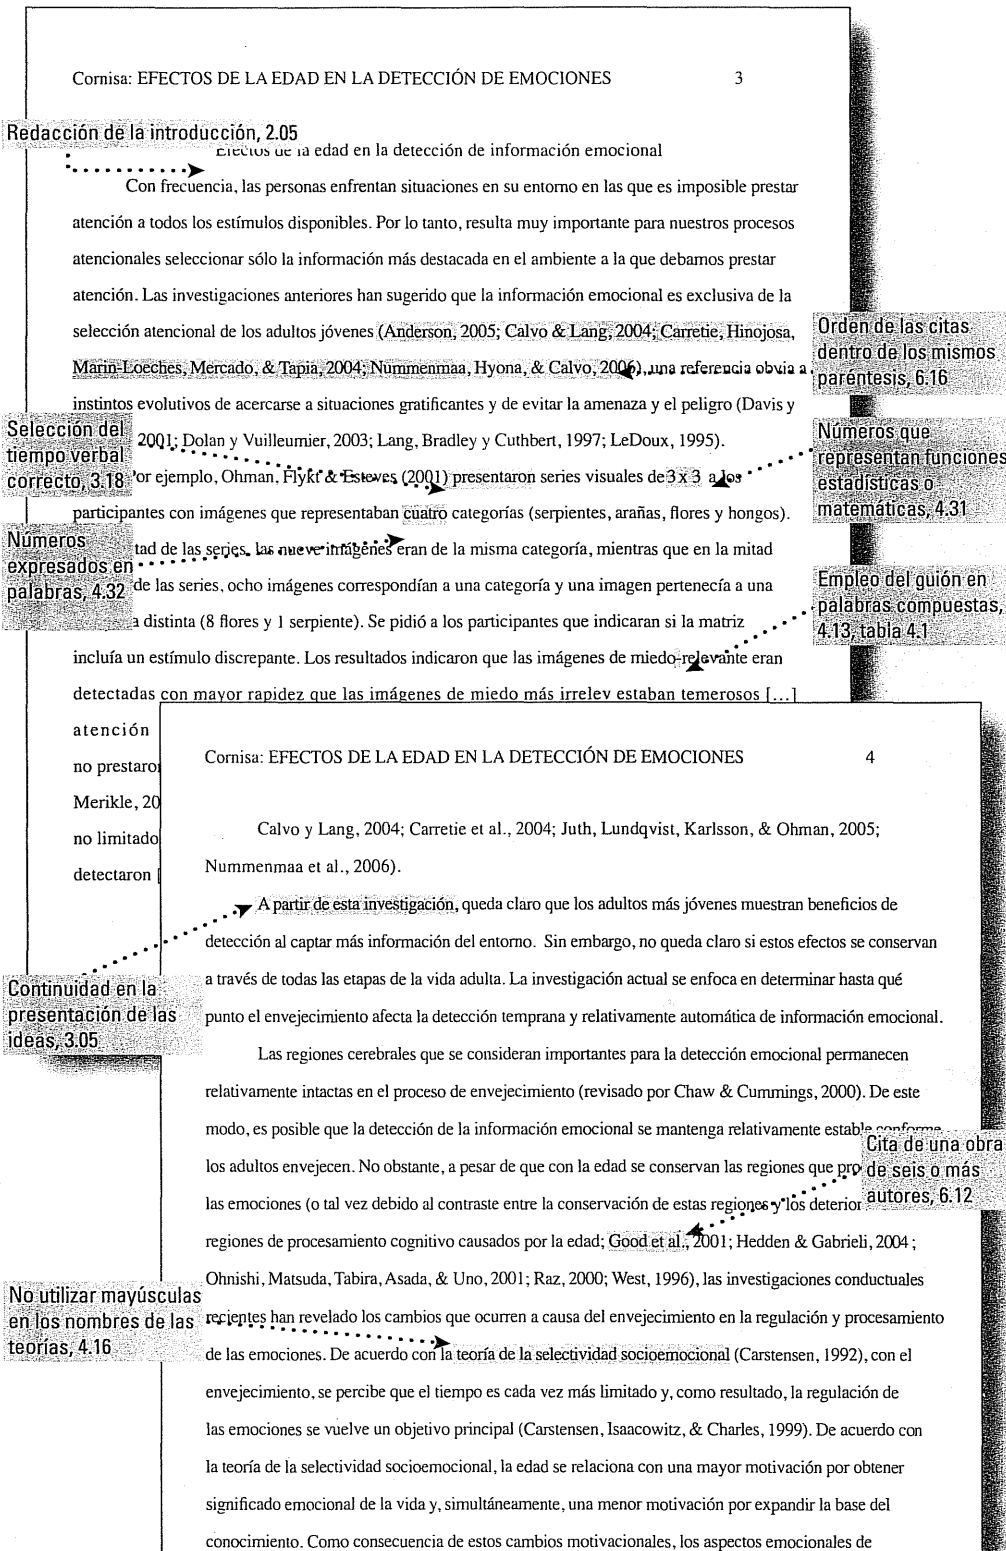 Cornisa: EFECTOS DE LA EDAD EN LA DETECCIÓN DE EMOCIONES 3
Redacción de la introducción, 2.05
Efectos de la edad en la detección de información emocional
Con frecuencia, las personas enfrentan situaciones en su entorno en las que es imposible prestar
atención a todos los estímulos disponibles. Por lo tanto, resulta muy importante para nuestros procesos
atencionales seleccionar sólo la información más destacada en el ambiente a la que debamos prestar
atención. Las investigaciones anteriores han sugerido que la información emocional es exclusiva de la
selección atencional de los adultos jóvenes (Anderson, 2005; Calvo & Lang, 2004; Carretie, Hinojosa,
Marin-Loeches, Mercado, & Tapia, 2004; Nummenmaa, Hyona, & Calvo, 2006), una referencia obvia a
Orden de las citas
dentro de los mismos
paréntesis, 6.16
instintos evolutivos de acercarse a situaciones gratificantes y de evitar la amenaza y el peligro (Davis y
2001; Dolan y Vuilleumier, 2003; Lang, Bradley y Cuthbert, 1997; LeDoux, 1995).
Selección del
tiempo verbal
correcto, 3.18
Números que
representan funciones
estadísticas o
matemáticas, 4.31
Por ejemplo, Ohman, Flykt & Esteves (2001) presentaron series visuales de 3 x 3 a los
participantes con imágenes que representaban cuatro categorías (serpientes, arañas, flores y hongos).
Números
expresados en
palabras, 4.32
tad de las series, las nueve imágenes eran de la misma categoría, mientras que en la mitad
de las series, ocho imágenes correspondían a una categoría y una imagen pertenecía a una
a distinta (8 flores y 1 serpiente). Se pidió a los participantes que indicaran si la matriz
Empleo del guión en
palabras compuestas,
4.13, tabla 4.1
incluía un estímulo discrepante. Los resultados indicaron que las imágenes de miedo-relevante eran
detectadas con mayor rapidez que las imágenes de miedo más irrelev estaban temerosos [...]
atención
no prestaron
Merikle, 20
no limitado
detectaron [
Cornisa: EFECTOS DE LA EDAD EN LA DETECCIÓN DE EMOCIONES 4
Calvo y Lang, 2004; Carretie et al., 2004; Juth, Lundqvist, Karlsson, & Ohman, 2005;
Nummenmaa et al., 2006).
A partir de esta investigación, queda claro que los adultos más jóvenes muestran beneficios de
detección al captar más información del entorno. Sin embargo, no queda claro si estos efectos se conservan
a través de todas las etapas de la vida adulta. La investigación actual se enfoca en determinar hasta qué
punto el envejecimiento afecta la detección temprana y relativamente automática de información emocional.
Continuidad en la
presentación de las
ideas, 3.05
Las regiones cerebrales que se consideran importantes para la detección emocional permanecen
relativamente intactas en el proceso de envejecimiento (revisado por Chaw & Cummings, 2000). De este
modo, es posible que la detección de la información emocional se mantenga relativamente estable conforme
los adultos envejecen. No obstante, a pesar de que con la edad se conservan las regiones que pro
las emociones (o tal vez debido al contraste entre la conservación de estas regiones y los deterior
Cita de una obra
de seis o más
autores, 6.12
regiones de procesamiento cognitivo causados por la edad; Good et al., 2001; Hedden & Gabrieli, 2004;
Ohnishi, Matsuda, Tabira, Asada, & Uno, 2001; Raz, 2000; West, 1996), las investigaciones conductuales
No utilizar mayúsculas
en los nombres de las
teorías, 4.16
recientes han revelado los cambios que ocurren a causa del envejecimiento en la regulación y procesamiento
de las emociones. De acuerdo con la teoría de la selectividad socioemocional (Carstensen, 1992), con el
envejecimiento, se percibe que el tiempo es cada vez más limitado y, como resultado, la regulación de
las emociones se vuelve un objetivo principal (Carstensen, Isaacowitz, & Charles, 1999). De acuerdo con
la teoría de la selectividad socioemocional, la edad se relaciona con una mayor motivación por obtener
significado emocional de la vida y, simultáneamente, una menor motivación por expandir la base del
conocimiento. Como consecuencia de estos cambios motivacionales, los aspectos emocionales de